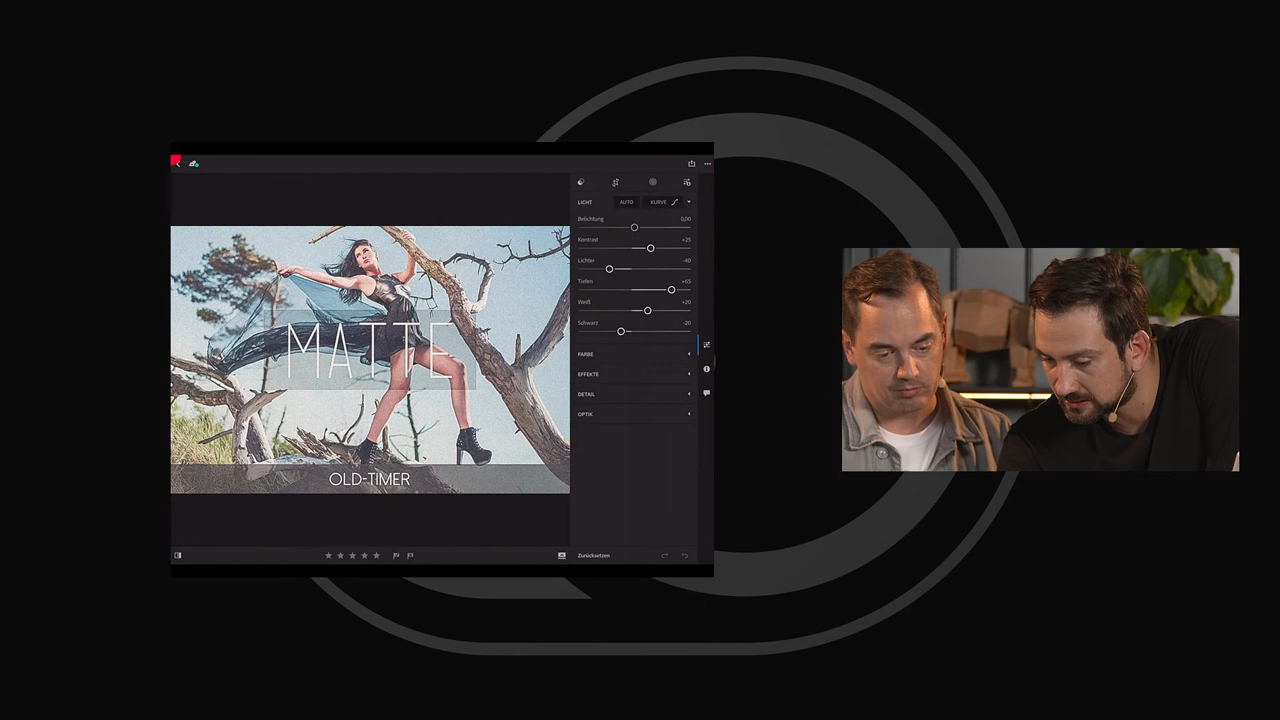 LICHT AUTO KURVE
Belichtung 0,00
Kontrast +25
Lichter -40
Tiefen +65
Weiß +20
Schwarz -20
FARBE
EFFEKTE
DETAIL
OPTIK
MATTE
OLD-TIMER
Zurücksetzen